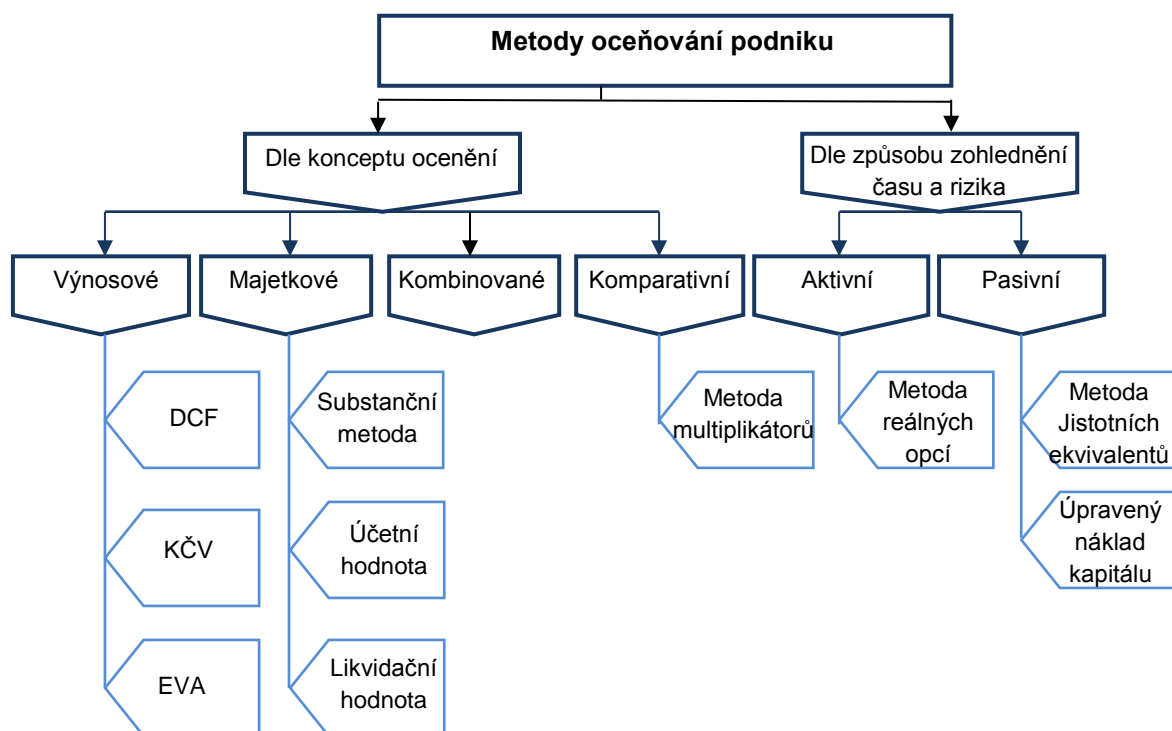 Metody oceňování podniku
Dle konceptu ocenění
Dle způsobu zohlednění
času a rizika
Výnosové
Majetkové
Kombinované
Komparativní
Aktivní
Pasivní
DCF
Substanční
metoda
Metoda
multiplikátorů
Metoda
reálných
opcí
Metoda
Jistotních
ekvivalentů
KČV
Účetní
hodnota
Úpravený
náklad
kapitálu
EVA
Likvidační
hodnota